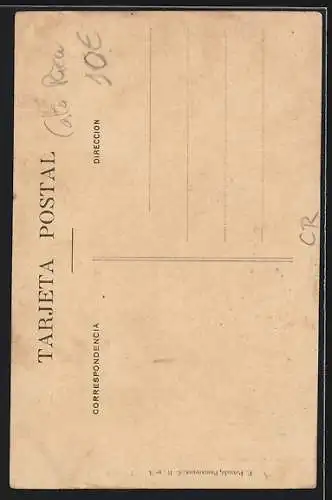 TARJETA POSTAL
CORRESPONDENCIA
DIRECCION
Costa Rica
10€
CR